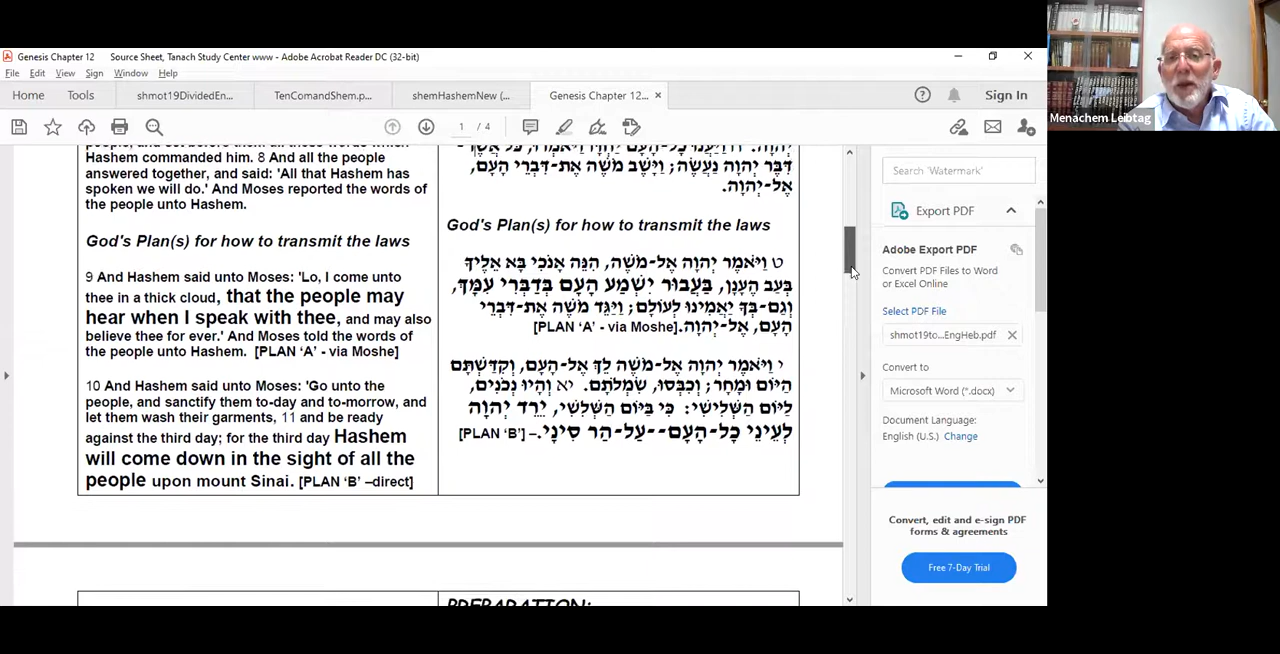 Genesis Chapter 12 Source Sheet, Tanach Study Center www - Adobe Acrobat Reader DC (32-bit)
File Edit View Sign Window Help
Home Tools shmot19DividedEn... TenComandShem.p... shemHashemNew (... Genesis Chapter 12... × Sign In
1 / 4
Hashem commanded him. 8 And all the people
answered together, and said: 'All that Hashem has
spoken we will do.' And Moses reported the words of
the people unto Hashem.
God's Plan(s) for how to transmit the laws
9 And Hashem said unto Moses: 'Lo, I come unto
thee in a thick cloud, that the people may
hear when I speak with thee, and may also
believe thee for ever.' And Moses told the words of
the people unto Hashem. [PLAN 'A' - via Moshe]
10 And Hashem said unto Moses: 'Go unto the
people, and sanctify them to-day and to-morrow, and
let them wash their garments, 11 and be ready
against the third day; for the third day Hashem
will come down in the sight of all the
people upon mount Sinai. [PLAN 'B' –direct]
דִּבֶּר יְהוָה נַעֲשֶׂה; וַיָּשֶׁב מֹשֶׁה אֶת-דִּבְרֵי הָעָם,
אֶל-יְהוָה.
God's Plan(s) for how to transmit the laws
ט וַיֹּאמֶר יְהוָה אֶל-מֹשֶׁה, הִנֵּה אָנֹכִי בָּא אֵלֶיךָ
בְּעַב הֶעָנָן, בַּעֲבוּר יִשְׁמַע הָעָם בְּדַבְּרִי עִמָּךְ,
וְגַם-בְּךָ יַאֲמִינוּ לְעוֹלָם; וַיַּגֵּד מֹשֶׁה אֶת-דִּבְרֵי
הָעָם, אֶל-יְהוָה.[PLAN 'A' - via Moshe]
י וַיֹּאמֶר יְהוָה אֶל-מֹשֶׁה לֵךְ אֶל-הָעָם, וְקִדַּשְׁתָּם
הַיּוֹם וּמָחָר; וְכִבְּסוּ, שִׂמְלֹתָם. יא וְהָיוּ נְכֹנִים,
לַיּוֹם הַשְּׁלִישִׁי: כִּי בַּיּוֹם הַשְּׁלִישִׁי, יֵרֵד יְהוָה
לְעֵינֵי כָל-הָעָם--עַל-הַר סִינָי.– [PLAN 'B']
PREPARATION:
Search 'Watermark'
Export PDF
Adobe Export PDF
Convert PDF Files to Word
or Excel Online
Select PDF File
shmot19to...EngHeb.pdf ×
Convert to
Microsoft Word (*.docx)
Document Language:
English (U.S.) Change
Convert, edit and e-sign PDF
forms & agreements
Free 7-Day Trial
Menachem Leibtag